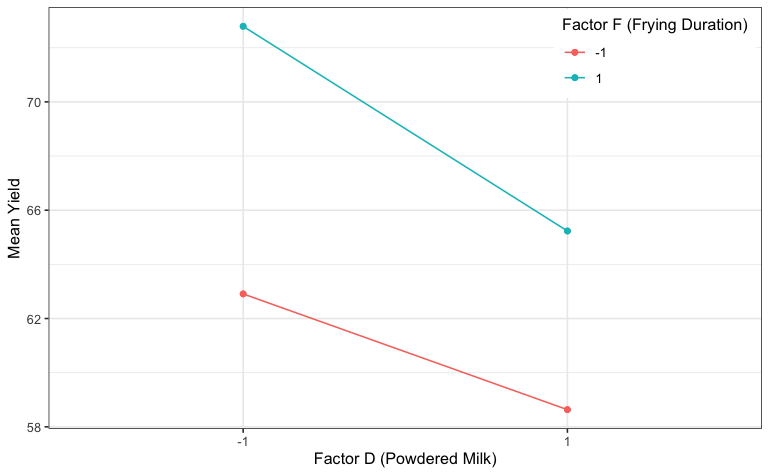 Factor F (Frying Duration)
-1
1
70
66
62
58
Mean Yield
-1
1
Factor D (Powdered Milk)